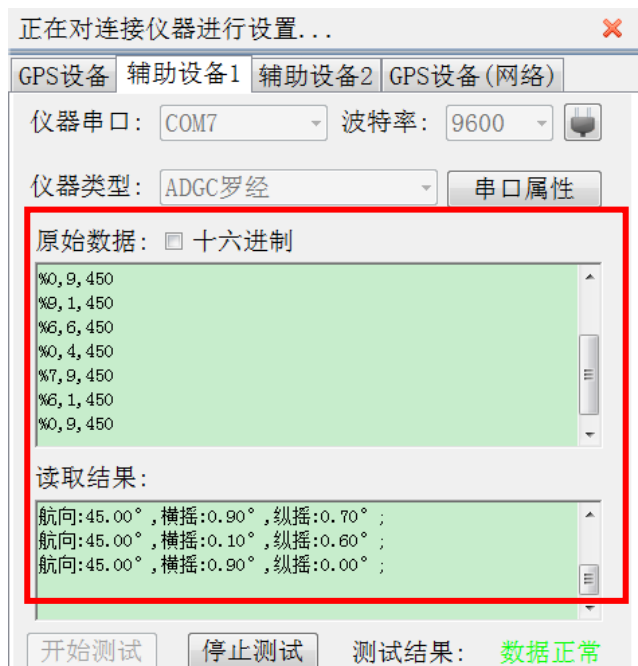 正在对连接仪器进行设置...
GPS设备 辅助设备1 辅助设备2 GPS设备(网络)
仪器串口: COM7 波特率: 9600
仪器类型: ADGC罗经 串口属性
原始数据: 十六进制
%0,9,450
%9,1,450
%6,6,450
%0,4,450
%7,9,450
%6,1,450
%0,9,450
读取结果:
航向:45.00°,横摇:0.90°,纵摇:0.70°;
航向:45.00°,横摇:0.10°,纵摇:0.60°;
航向:45.00°,横摇:0.90°,纵摇:0.00°;
开始测试 停止测试 测试结果: 数据正常